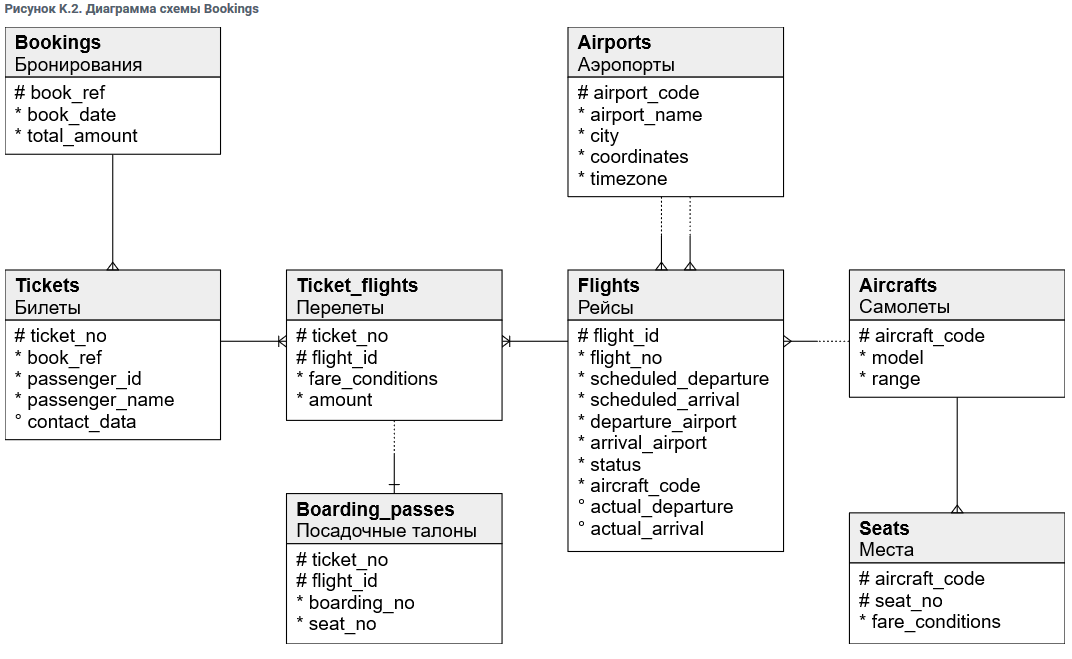 Рисунок K.2. Диаграмма схемы Bookings
Bookings
Бронирования
# book_ref
* book_date
* total_amount
Airports
Аэропорты
# airport_code
* airport_name
* city
* coordinates
* timezone
Tickets
Билеты
# ticket_no
* book_ref
* passenger_id
* passenger_name
° contact_data
Ticket_flights
Перелеты
# ticket_no
# flight_id
* fare_conditions
* amount
Flights
Рейсы
# flight_id
* flight_no
* scheduled_departure
* scheduled_arrival
* departure_airport
* arrival_airport
* status
* aircraft_code
° actual_departure
° actual_arrival
Aircrafts
Самолеты
# aircraft_code
* model
* range
Boarding_passes
Посадочные талоны
# ticket_no
# flight_id
* boarding_no
* seat_no
Seats
Места
# aircraft_code
# seat_no
* fare_conditions